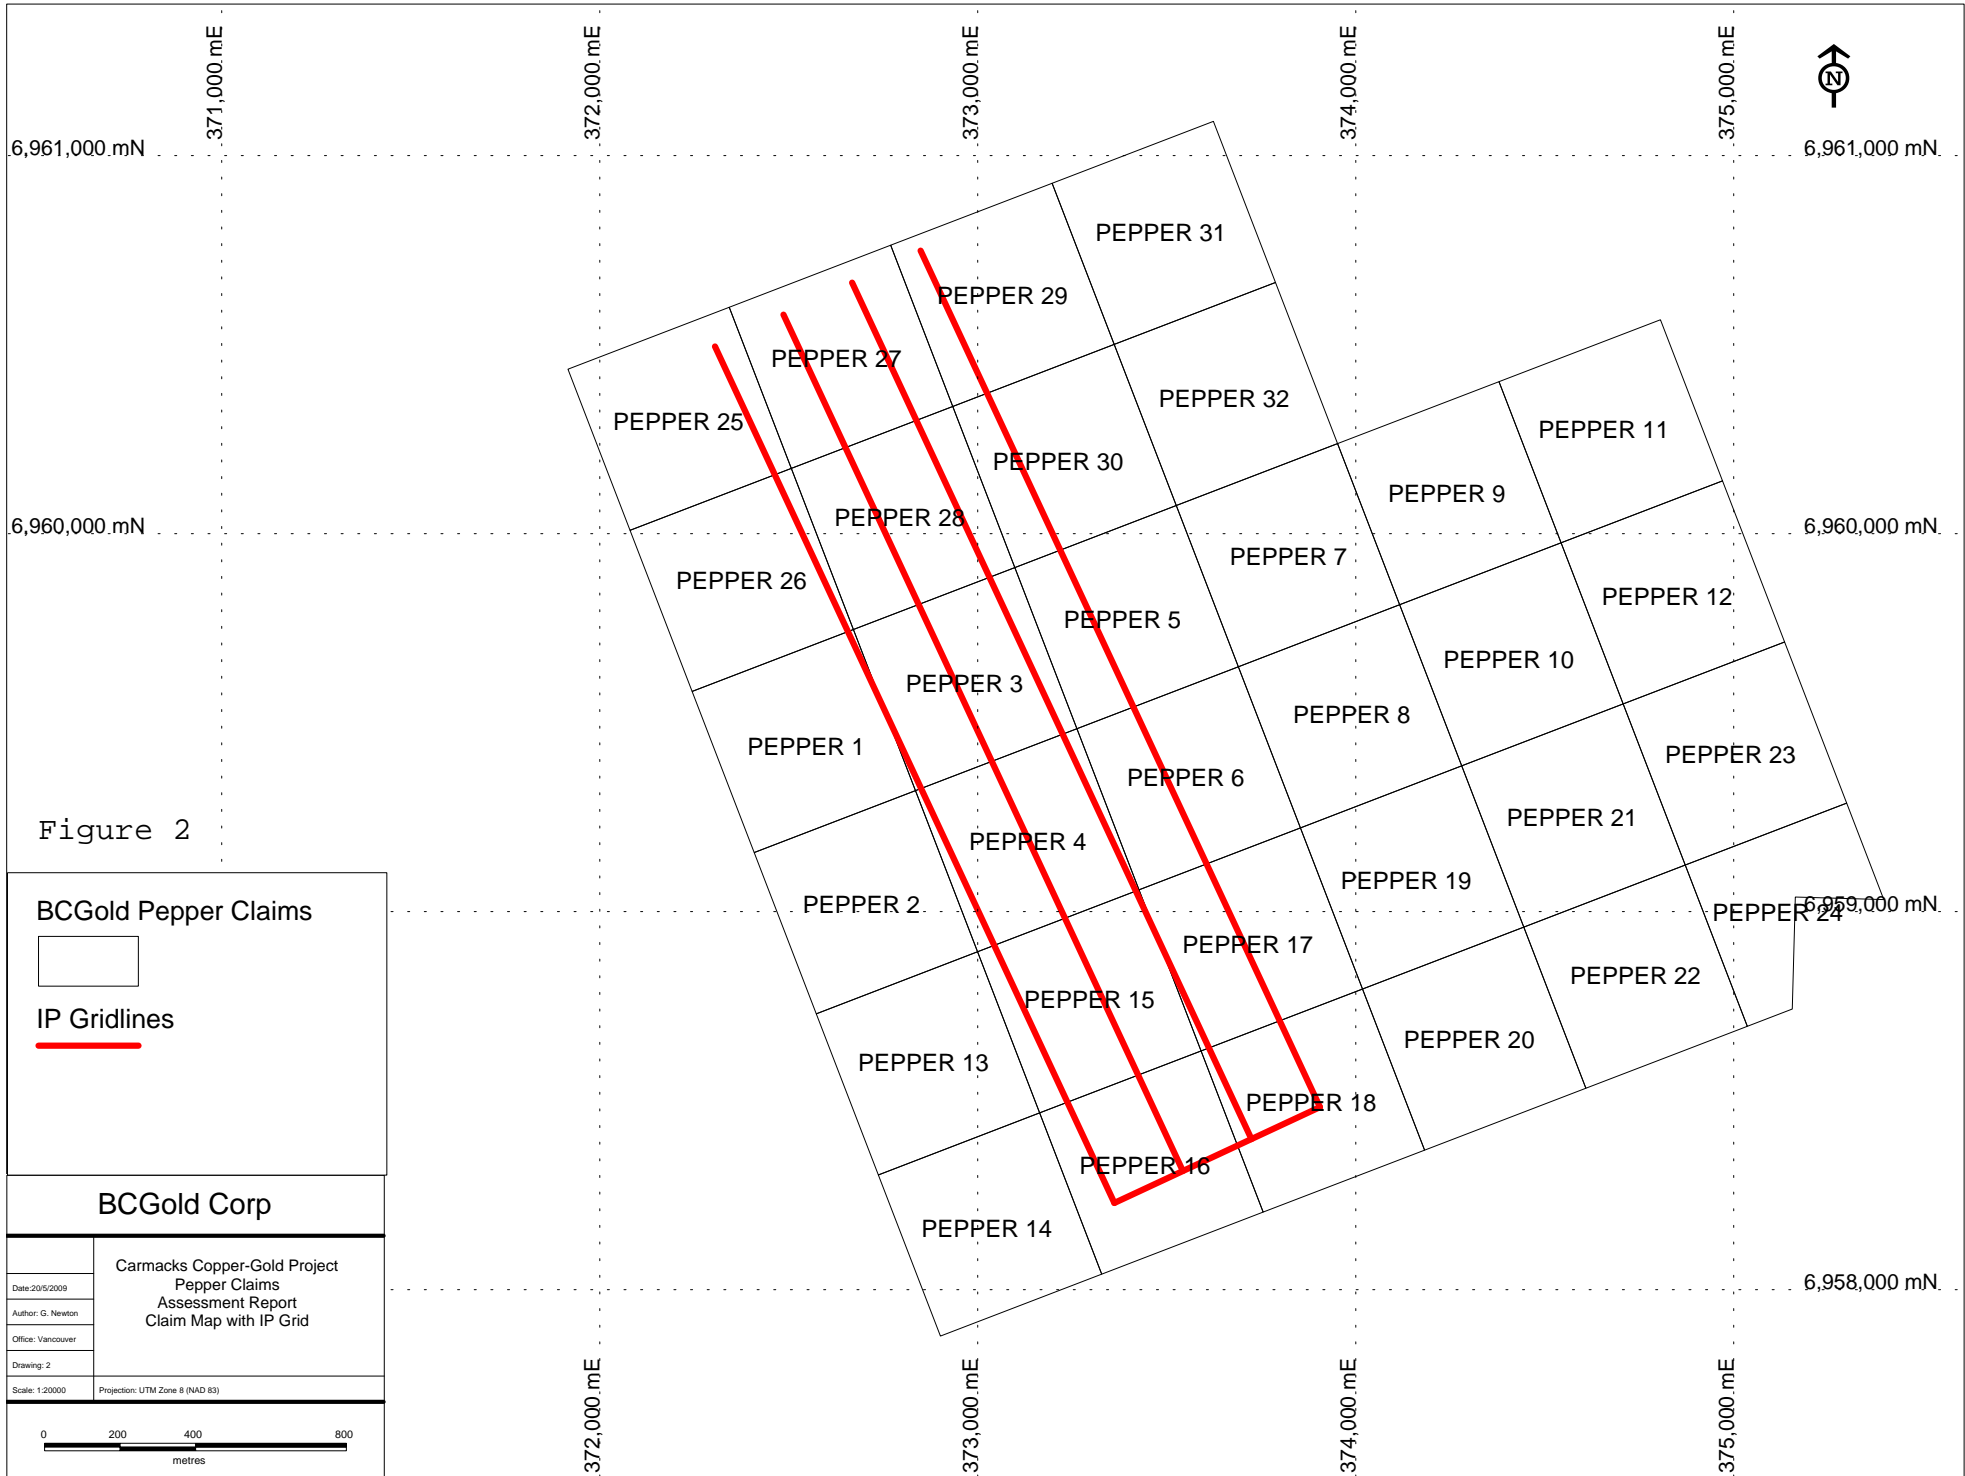 371,000 mE
372,000 mE
373,000 mE
374,000 mE
375,000 mE
N
6,961,000 mN
6,961,000 mN
PEPPER 31
PEPPER 29
PEPPER 27
PEPPER 25
PEPPER 32
PEPPER 11
PEPPER 30
PEPPER 9
PEPPER 28
6,960,000 mN
6,960,000 mN
PEPPER 7
PEPPER 26
PEPPER 12
PEPPER 5
PEPPER 10
PEPPER 3
PEPPER 8
PEPPER 1
PEPPER 23
PEPPER 6
PEPPER 21
PEPPER 4
PEPPER 19
PEPPER 2
PEPPER 24
6,959,000 mN
PEPPER 17
PEPPER 22
PEPPER 15
PEPPER 20
PEPPER 13
PEPPER 18
PEPPER 16
PEPPER 14
6,958,000 mN
Figure 2
BCGold Pepper Claims
IP Gridlines
BCGold Corp
Carmacks Copper-Gold Project
Pepper Claims
Assessment Report
Claim Map with IP Grid
Date:20/5/2009
Author: G. Newton
Office: Vancouver
Drawing: 2
Scale: 1:20000
Projection: UTM Zone 8 (NAD 83)
0 200 400 800
metres
372,000 mE
373,000 mE
374,000 mE
375,000 mE